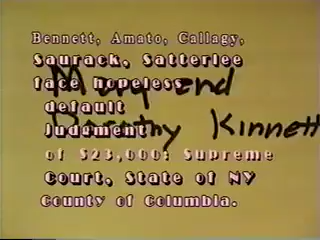 Bennett, Amato, Callagy,
Saurack, Satterlee
face hopeless
default
Judgment
of $23,000: Supreme
Court, State of NY
County of Columbia.
Dorothy Kinnett